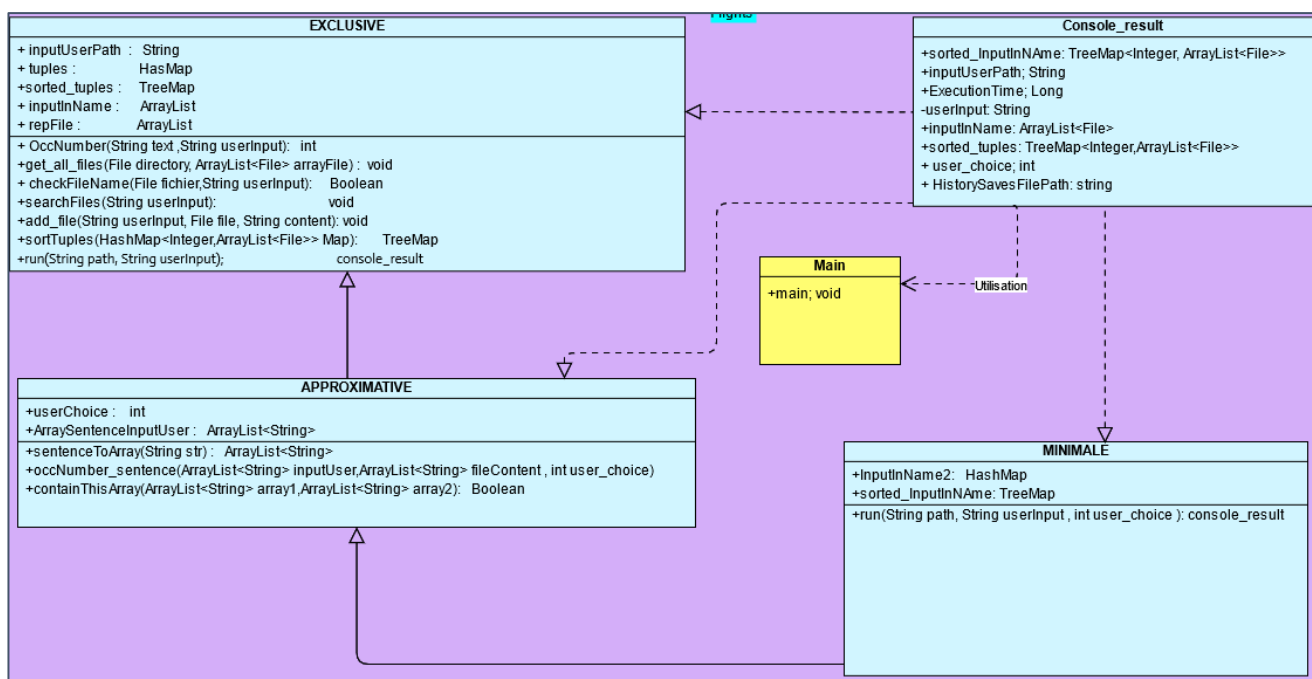 Flights
EXCLUSIVE
+ inputUserPath : String
+ tuples : HasMap
+sorted_tuples : TreeMap
+ inputInName : ArrayList
+ repFile : ArrayList
+ OccNumber(String text ,String userInput): int
+get_all_files(File directory, ArrayList<File> arrayFile) : void
+ checkFileName(File fichier,String userInput): Boolean
+searchFiles(String userInput): void
+add_file(String userInput, File file, String content): void
+sortTuples(HashMap<Integer,ArrayList<File>> Map): TreeMap
+run(String path, String userInput); console_result
Console_result
+sorted_InputInNAme: TreeMap<Integer, ArrayList<File>>
+inputUserPath; String
+ExecutionTime; Long
-userInput: String
+inputInName: ArrayList<File>
+sorted_tuples: TreeMap<Integer,ArrayList<File>>
+ user_choice; int
+ HistorySavesFilePath: string
Main
+main; void
Utilisation
APPROXIMATIVE
+userChoice : int
+ArraySentenceInputUser : ArrayList<String>
+sentenceToArray(String str) : ArrayList<String>
+occNumber_sentence(ArrayList<String> inputUser,ArrayList<String> fileContent , int user_choice)
+containThisArray(ArrayList<String> array1,ArrayList<String> array2): Boolean
MINIMALE
+InputInName2: HashMap
+sorted_InputInNAme: TreeMap
+run(String path, String userInput , int user_choice ): console_result